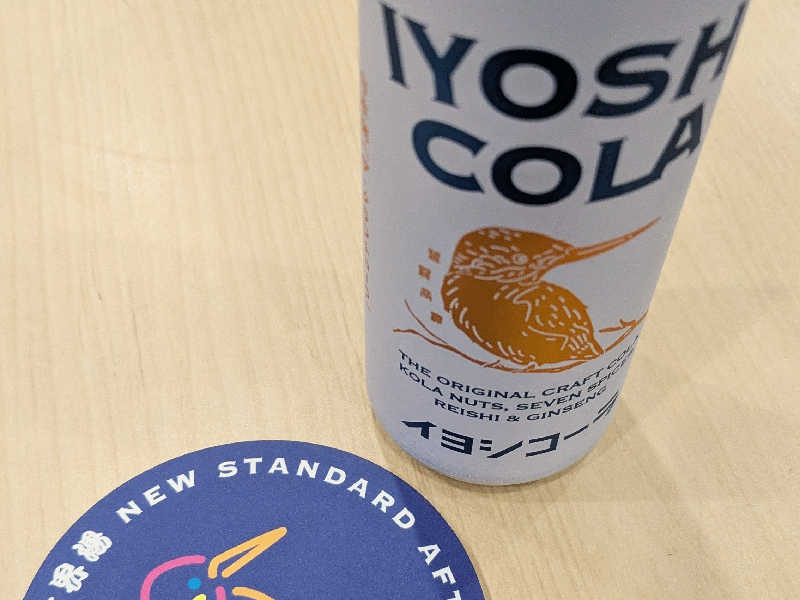 IYOSH
COLA
THE ORIGINAL CRAFT COLA
KOLA NUTS, SEVEN SPICES
REISHI & GINSENG
イヨシコーラ
NEW STANDARD AFT